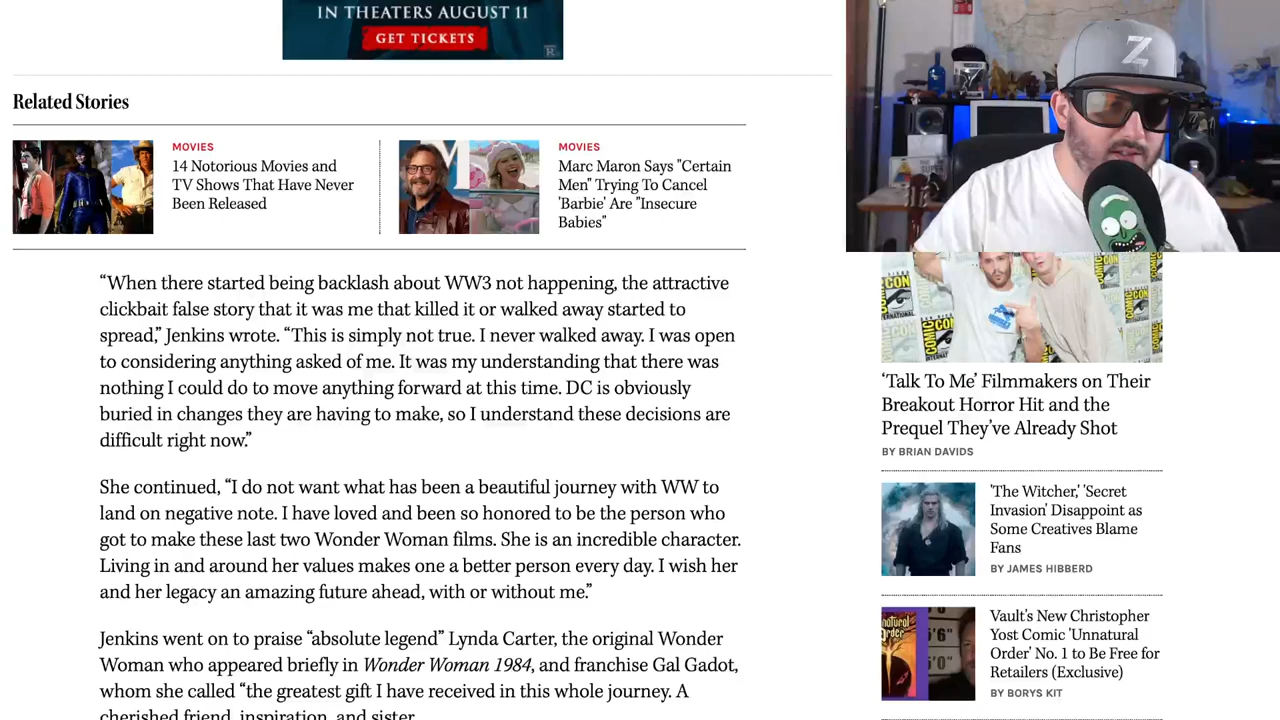 IN THEATERS AUGUST 11
GET TICKETS
R
Related Stories
MOVIES
14 Notorious Movies and
TV Shows That Have Never
Been Released
MOVIES
Marc Maron Says "Certain
Men" Trying To Cancel
'Barbie' Are "Insecure
Babies"
“When there started being backlash about WW3 not happening, the attractive
clickbait false story that it was me that killed it or walked away started to
spread,” Jenkins wrote. “This is simply not true. I never walked away. I was open
to considering anything asked of me. It was my understanding that there was
nothing I could do to move anything forward at this time. DC is obviously
buried in changes they are having to make, so I understand these decisions are
difficult right now.”
She continued, “I do not want what has been a beautiful journey with WW to
land on negative note. I have loved and been so honored to be the person who
got to make these last two Wonder Woman films. She is an incredible character.
Living in and around her values makes one a better person every day. I wish her
and her legacy an amazing future ahead, with or without me.”
Jenkins went on to praise “absolute legend” Lynda Carter, the original Wonder
Woman who appeared briefly in Wonder Woman 1984, and franchise Gal Gadot,
whom she called “the greatest gift I have received in this whole journey. A
cherished friend, inspiration, and sister.
Z
‘Talk To Me’ Filmmakers on Their
Breakout Horror Hit and the
Prequel They’ve Already Shot
BY BRIAN DAVIDS
'The Witcher,' 'Secret
Invasion' Disappoint as
Some Creatives Blame
Fans
BY JAMES HIBBERD
Vault's New Christopher
Yost Comic 'Unnatural
Order' No. 1 to Be Free for
Retailers (Exclusive)
BY BORYS KIT